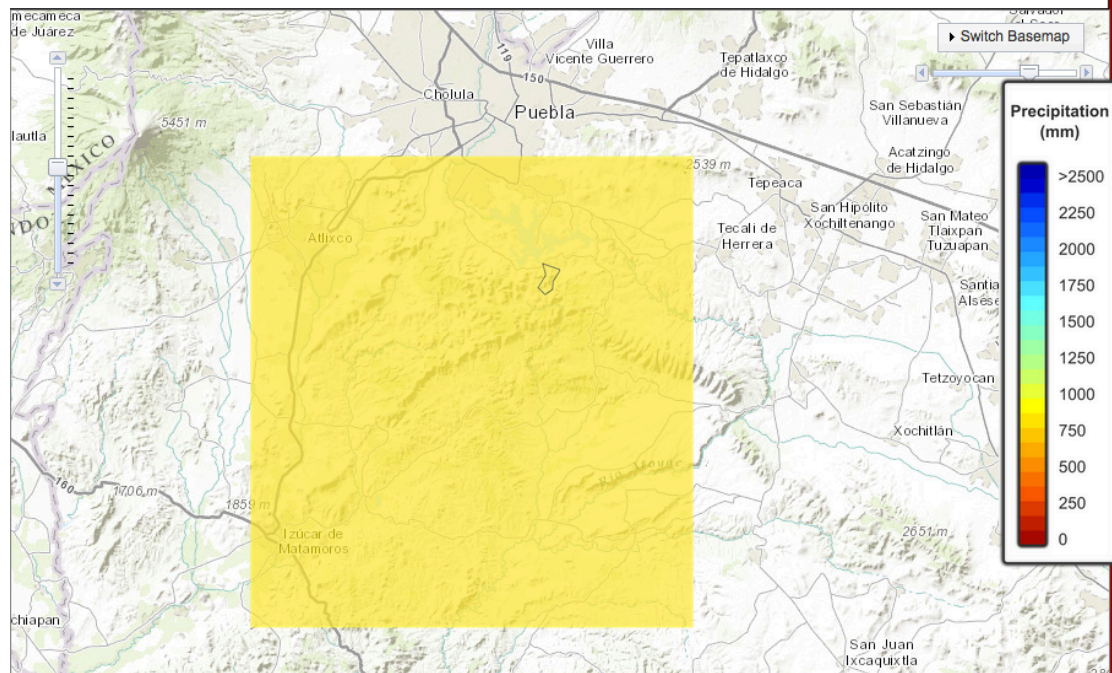 mecameca
de Juárez
Switch Basemap
Villa
Vicente Guerrero
119
150
Tepatlaxco
de Hidalgo
Cholula
Puebla
San Sebastián
Villanueva
Precipitation
(mm)
lautla
5451 m
MÉXICO
Acatzingo
de Hidalgo
2539 m
Tepeaca
>2500
2250
2000
1750
1500
1250
1000
750
500
250
0
San Hipólito
Xochiltenango
San Mateo
Tlaixpan
Tuzuapan
Tecali de
Herrera
Atlixco
Santia
Alsese
Tetzoyocan
Xochitlán
160
1706 m
1859 m
Izúcar de
Matamoros
2651 m
chiapan
San Juan
Ixcaquixtla